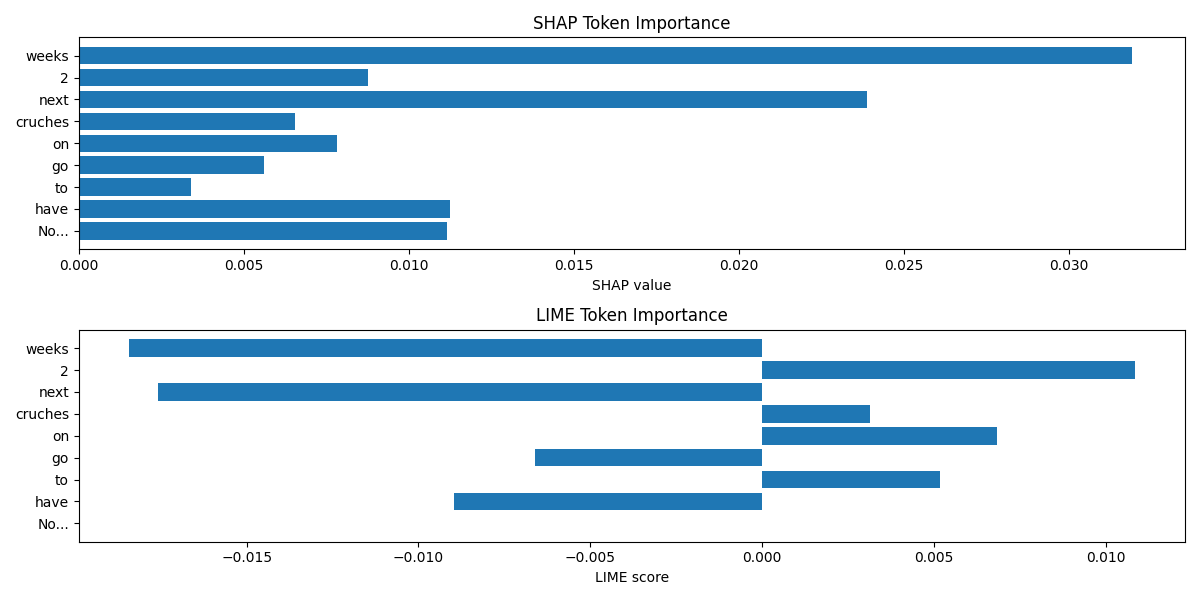 SHAP Token Importance
weeks
2
next
cruches
on
go
to
have
No...
0.000 0.005 0.010 0.015 0.020 0.025 0.030
SHAP value
LIME Token Importance
weeks
2
next
cruches
on
go
to
have
No...
−0.015 −0.010 −0.005 0.000 0.005 0.010
LIME score